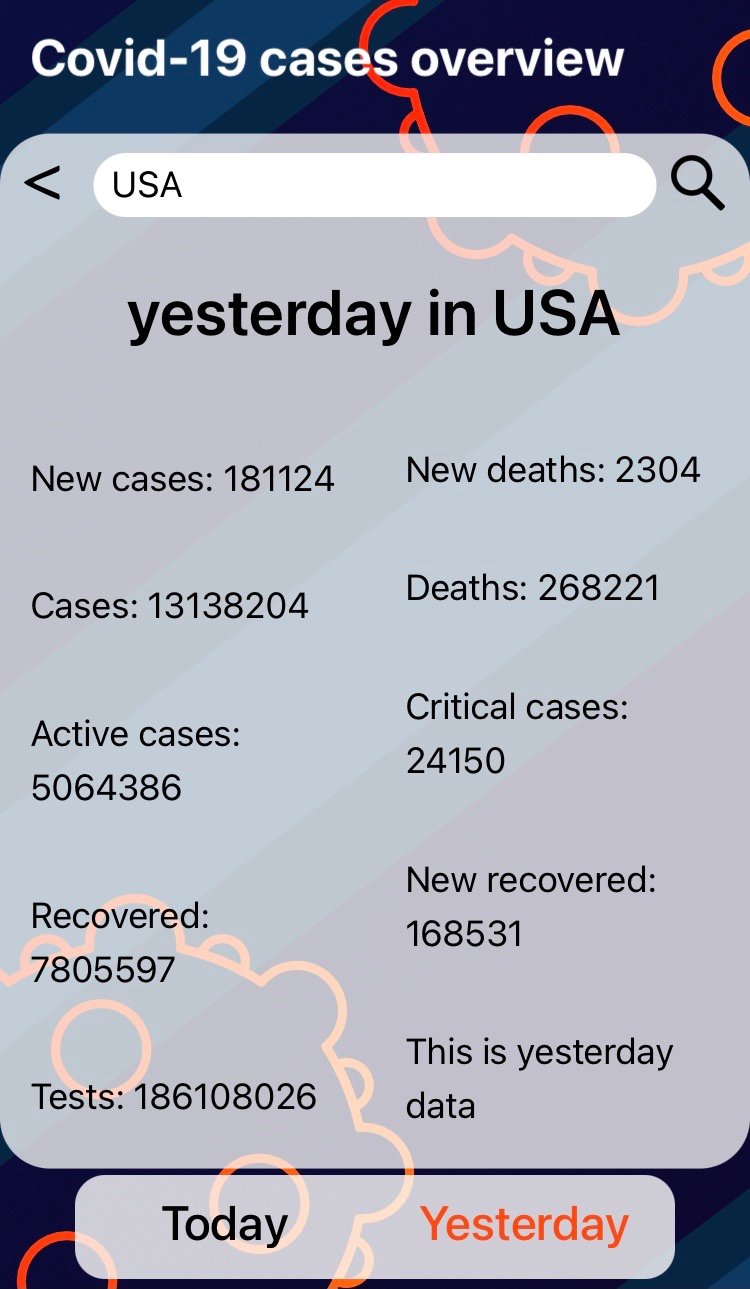 Covid-19 cases overview
<
USA
yesterday in USA
New cases: 181124
Cases: 13138204
Active cases:
5064386
Recovered:
7805597
Tests: 186108026
New deaths: 2304
Deaths: 268221
Critical cases:
24150
New recovered:
168531
This is yesterday
data
Today
Yesterday